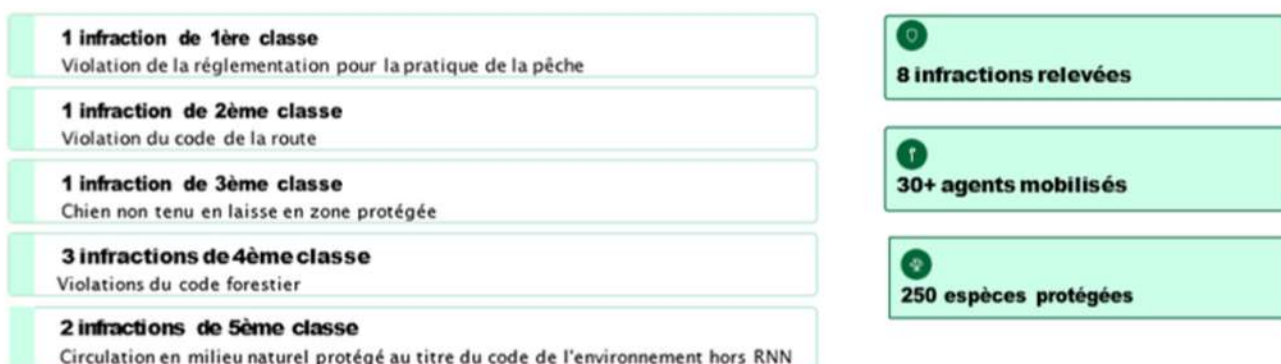 1 infraction de 1ère classe
Violation de la réglementation pour la pratique de la pêche
1 infraction de 2ème classe
Violation du code de la route
1 infraction de 3ème classe
Chien non tenu en laisse en zone protégée
3 infractions de 4ème classe
Violations du code forestier
2 infractions de 5ème classe
Circulation en milieu naturel protégé au titre du code de l'environnement hors RNN
8 infractions relevées
30+ agents mobilisés
250 espèces protégées